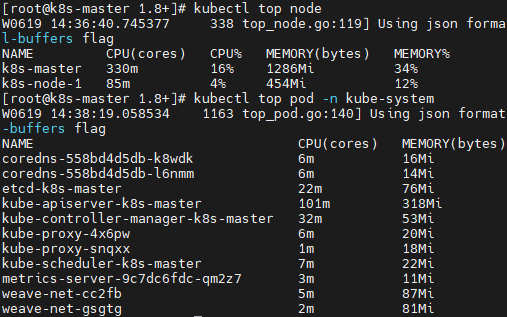 [root@k8s-master 1.8+]# kubectl top node
W0619 14:36:40.745377     338 top_node.go:119] Using json forma
l-buffers flag
NAME         CPU(cores)   CPU%   MEMORY(bytes)   MEMORY%
k8s-master   330m         16%    1286Mi          34%
k8s-node-1   85m          4%     454Mi           12%
[root@k8s-master 1.8+]# kubectl top pod -n kube-system
W0619 14:38:19.058534    1163 top_pod.go:140] Using json format
-buffers flag
NAME                                 CPU(cores)   MEMORY(bytes)
coredns-558bd4d5db-k8wdk             6m           16Mi
coredns-558bd4d5db-l6nmm             6m           14Mi
etcd-k8s-master                      22m          76Mi
kube-apiserver-k8s-master            101m         318Mi
kube-controller-manager-k8s-master   32m          53Mi
kube-proxy-4x6pw                     6m           20Mi
kube-proxy-snqxx                     1m           18Mi
kube-scheduler-k8s-master            7m           22Mi
metrics-server-9c7dc6fdc-qm2z7       3m           11Mi
weave-net-cc2fb                      5m           87Mi
weave-net-gsgtg                      2m           81Mi